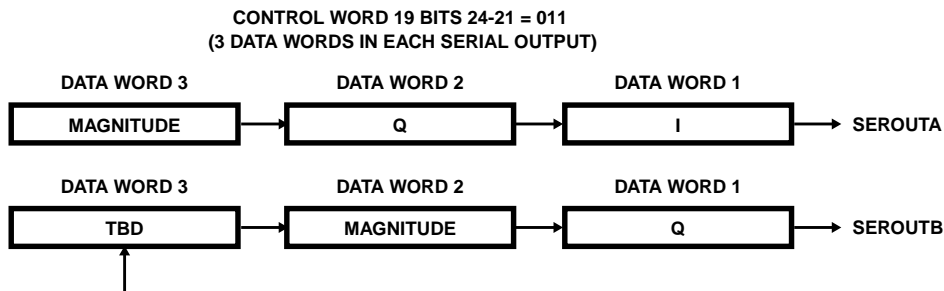 CONTROL WORD 19 BITS 24-21 = 011
(3 DATA WORDS IN EACH SERIAL OUTPUT)
DATA WORD 3 DATA WORD 2 DATA WORD 1
MAGNITUDE Q I SEROUTA
DATA WORD 3 DATA WORD 2 DATA WORD 1
TBD MAGNITUDE Q SEROUTB